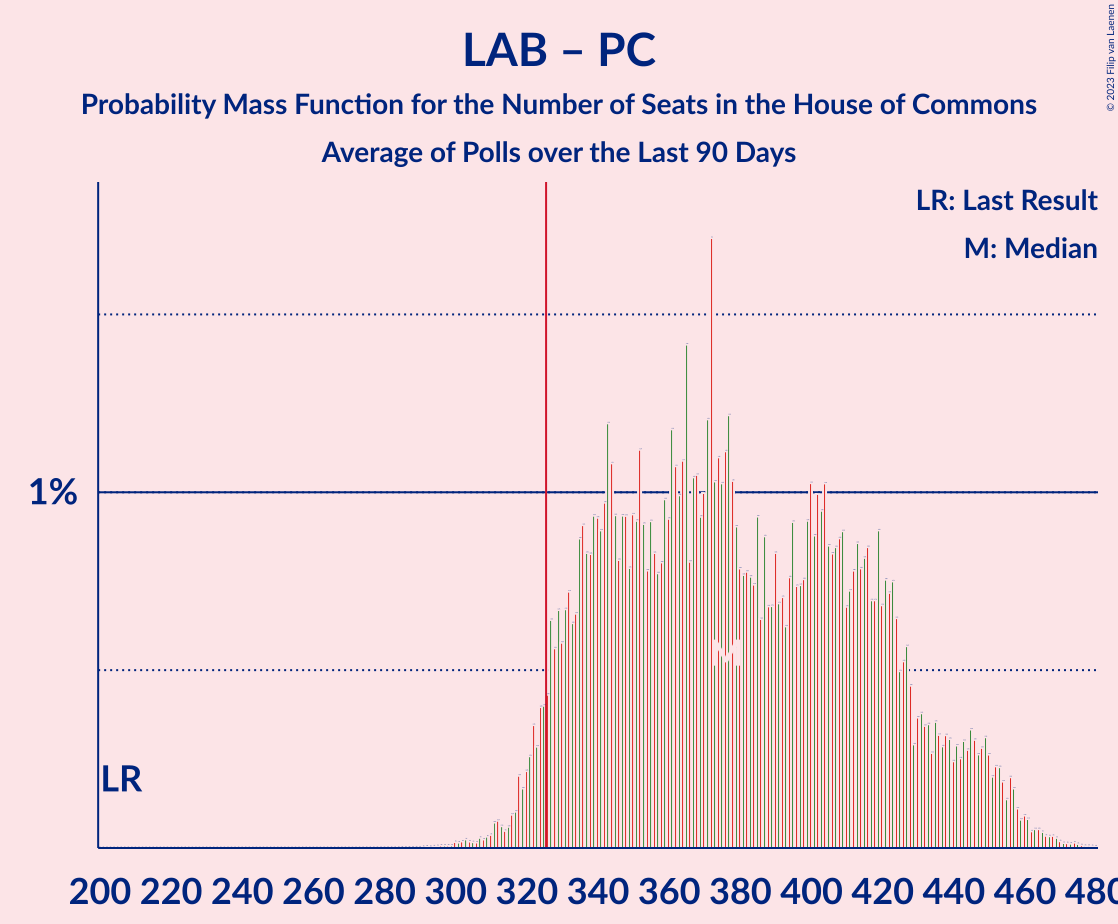 LAB – PC
Probability Mass Function for the Number of Seats in the House of Commons
Average of Polls over the Last 90 Days
© 2023 Filip van Laenen
LR: Last Result
M: Median
1%
M
LR
200 220 240 260 280 300 320 340 360 380 400 420 440 460 480